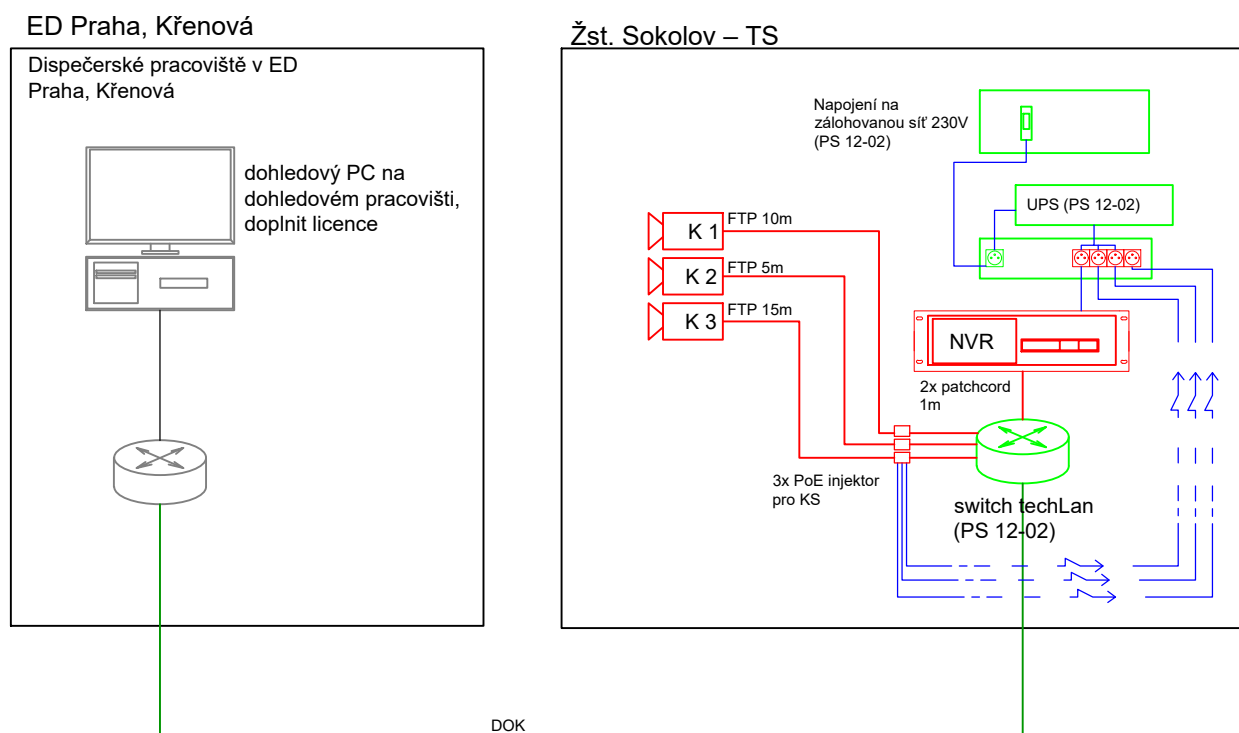 ED Praha, Křenová
Dispečerské pracoviště v ED
Praha, Křenová
dohledový PC na
dohledovém pracovišti,
doplnit licence
Žst. Sokolov – TS
Napojení na
zálohovanou síť 230V
(PS 12-02)
UPS (PS 12-02)
K 1
FTP 10m
K 2
FTP 5m
K 3
FTP 15m
NVR
2x patchcord
1m
3x PoE injektor
pro KS
switch techLan
(PS 12-02)
DOK